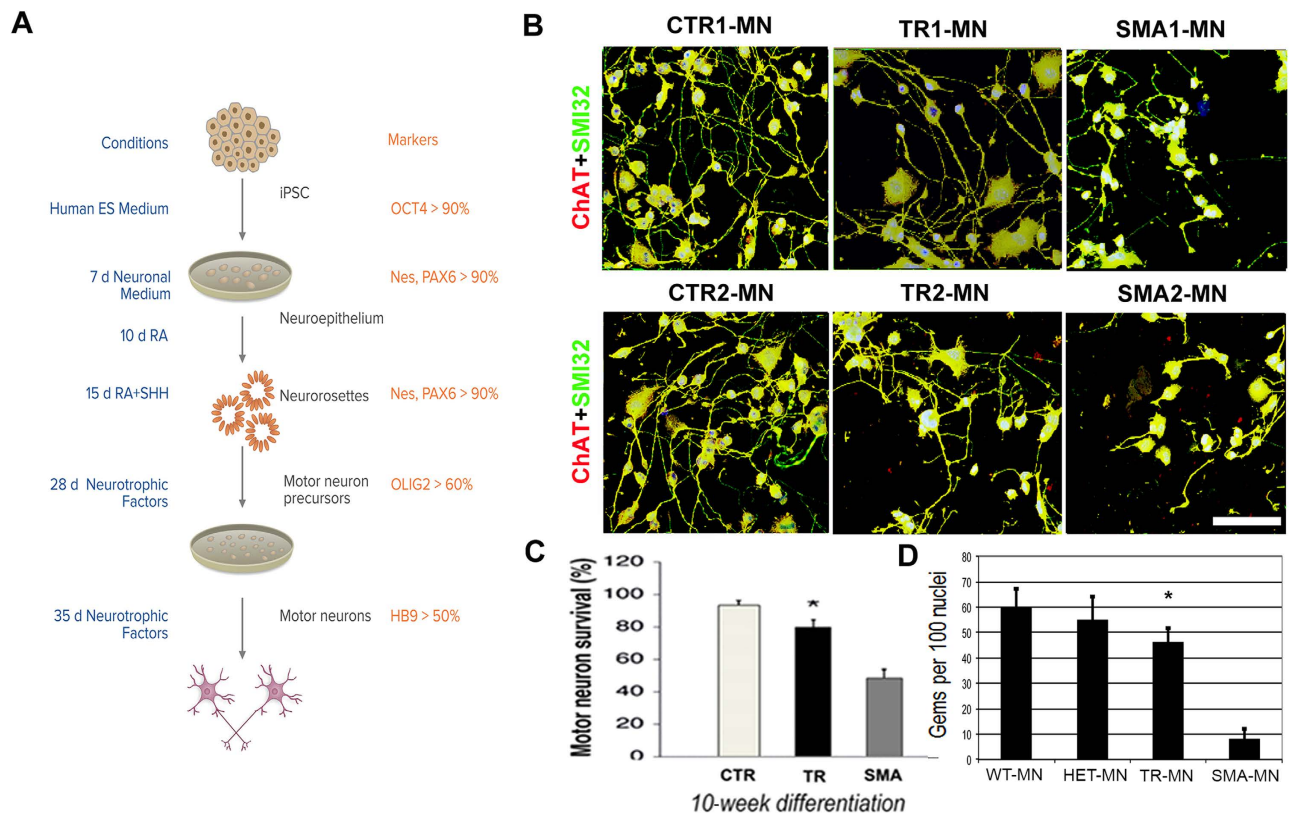 A
Conditions
Markers
iPSC
Human ES Medium
OCT4 > 90%
7 d Neuronal
Medium
Nes, PAX6 > 90%
Neuroepithelium
10 d RA
15 d RA+SHH
Neurorosettes
Nes, PAX6 > 90%
28 d Neurotrophic
Factors
Motor neuron
precursors
OLIG2 > 60%
35 d Neurotrophic
Factors
Motor neurons
HB9 > 50%
B
CTR1-MN
TR1-MN
SMA1-MN
ChAT+SMI32
CTR2-MN
TR2-MN
SMA2-MN
ChAT+SMI32
C
Motor neuron survival (%)
120
100
80
60
40
20
0
*
CTR
TR
SMA
10-week differentiation
D
Gems per 100 nuclei
80
70
60
50
40
30
20
10
0
*
WT-MN
HET-MN
TR-MN
SMA-MN